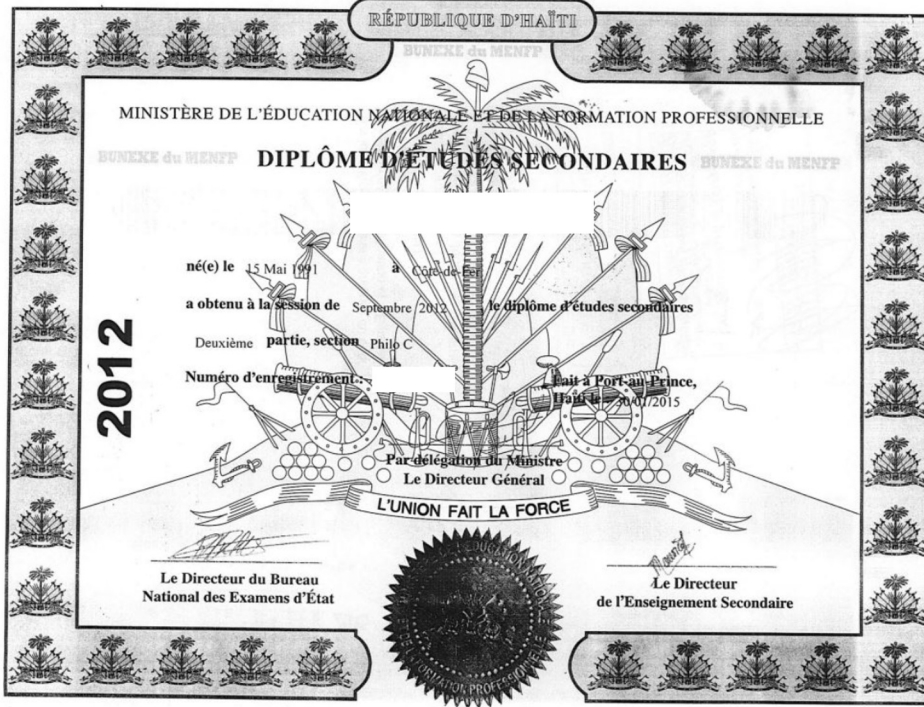 RÉPUBLIQUE D'HAÏTI
BUNEXE du MENFP
MINISTÈRE DE L'ÉDUCATION NATIONALE ET DE LA FORMATION PROFESSIONNELLE
BUNEXE du MENFP DIPLÔME D'ETUDES SECONDAIRES BUNEXE du MENFP
né(e) le 15 Mai 1991 à Côte-de-Fer
a obtenu à la session de Septembre 2012 le diplôme d'études secondaires
Deuxième partie, section Philo C
2012
Numéro d'enregistrement :
Fait à Port-au-Prince,
Haïti le 30/01/2015
Par délégation du Ministre
Le Directeur Général
L'UNION FAIT LA FORCE
Le Directeur du Bureau
National des Examens d'État
Le Directeur
de l'Enseignement Secondaire